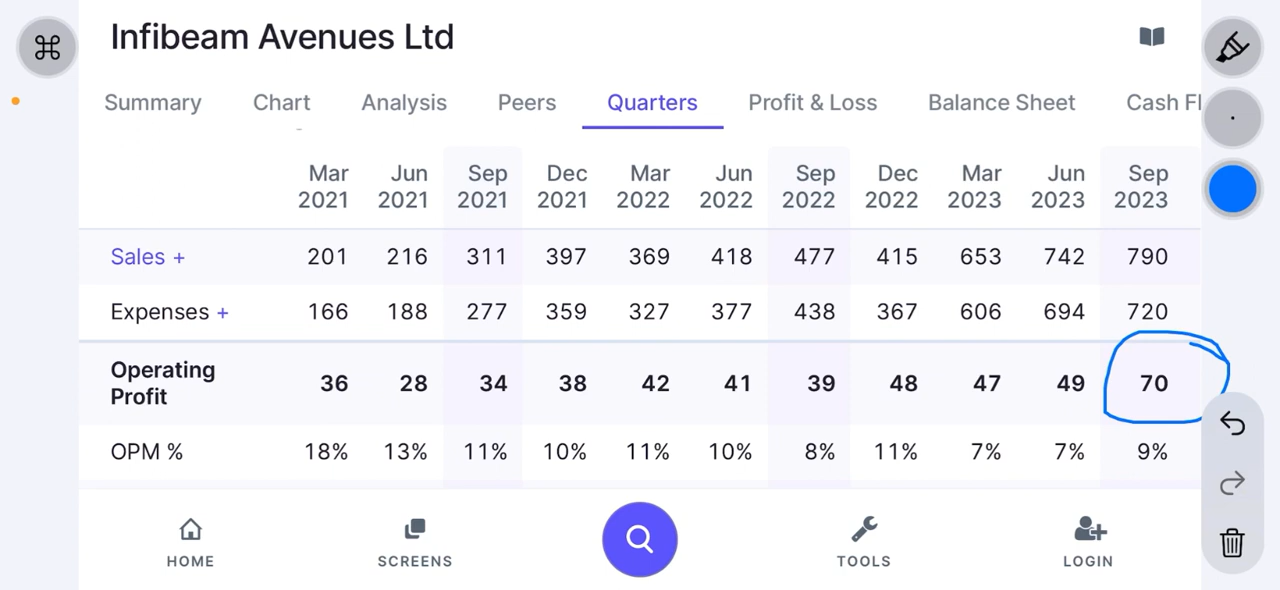 Infibeam Avenues Ltd
Summary Chart Analysis Peers Quarters Profit & Loss Balance Sheet Cash Fl
Mar 2021 Jun 2021 Sep 2021 Dec 2021 Mar 2022 Jun 2022 Sep 2022 Dec 2022 Mar 2023 Jun 2023 Sep 2023
Sales + 201 216 311 397 369 418 477 415 653 742 790
Expenses + 166 188 277 359 327 377 438 367 606 694 720
Operating Profit 36 28 34 38 42 41 39 48 47 49 70
OPM % 18% 13% 11% 10% 11% 10% 8% 11% 7% 7% 9%
HOME SCREENS TOOLS LOGIN